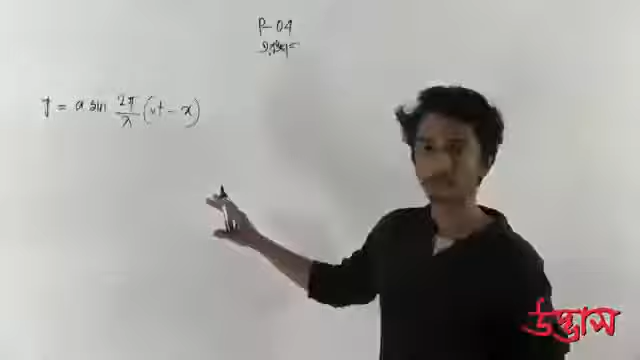 P-04
y = a sin 2π/λ (vt - x)
উদ্ভাস